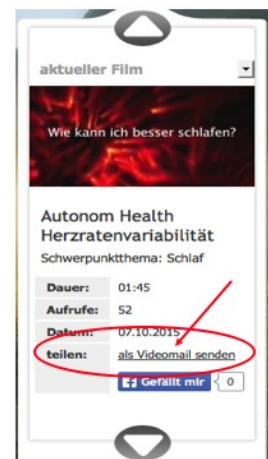 aktueller Film
Wie kann ich besser schlafen?
Autonom Health
Herzratenvariabilität
Schwerpunktthema: Schlaf
Dauer: 01:45
Aufrufe: 52
Datum: 07.10.2015
teilen: als Videomail senden
Gefällt mir 0